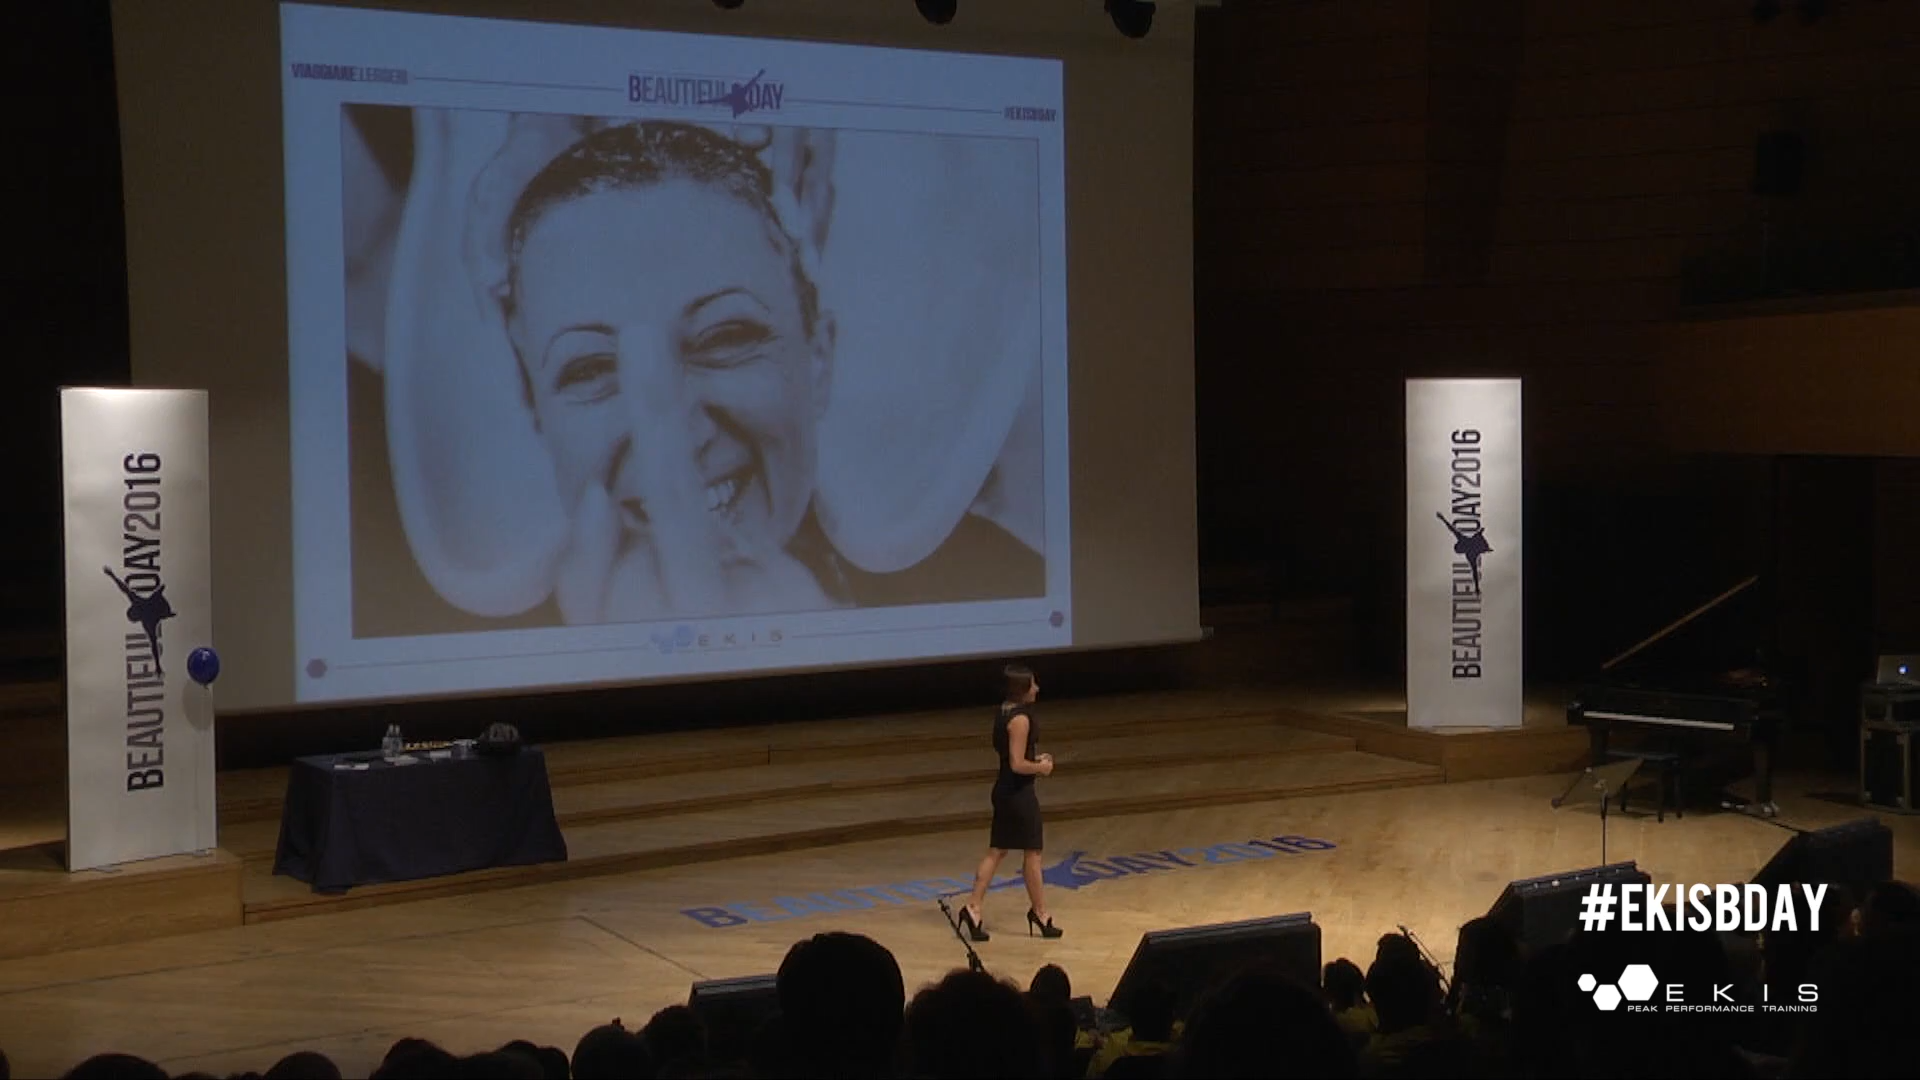 VIAGGIARE LEGGERI
BEAUTIFUL DAY
#EKISBDAY
EKIS
BEAUTIFUL DAY2016
BEAUTIFUL DAY2016
BEAUTIFUL DAY2016
#EKISBDAY
EKIS
PEAK PERFORMANCE TRAINING